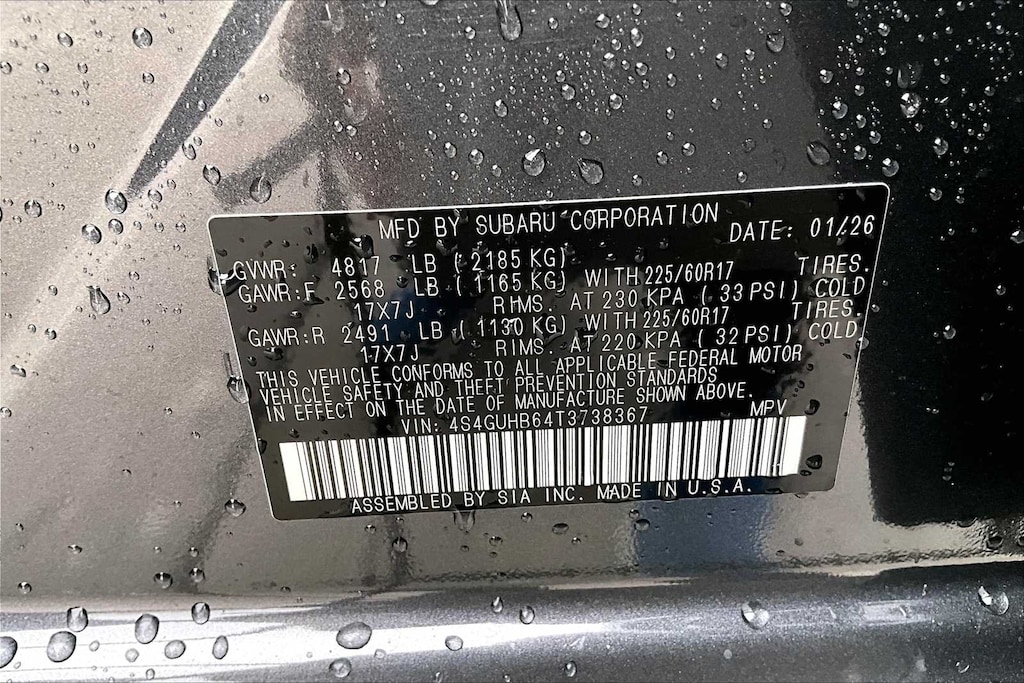 MFD BY SUBARU CORPORATION DATE: 01/26
GVWR: 4817 LB ( 2185 KG)
GAWR:F 2568 LB ( 1165 KG) WITH 225/60R17 TIRES.
17X7J RIMS. AT 230 KPA ( 33 PSI) COLD
GAWR:R 2491 LB ( 1130 KG) WITH 225/60R17 TIRES.
17X7J RIMS. AT 220 KPA ( 32 PSI) COLD.
THIS VEHICLE CONFORMS TO ALL APPLICABLE FEDERAL MOTOR
VEHICLE SAFETY AND THEFT PREVENTION STANDARDS
IN EFFECT ON THE DATE OF MANUFACTURE SHOWN ABOVE.
VIN: 4S4GUHB64T3738367 MPV
ASSEMBLED BY SIA INC. MADE IN U.S.A.